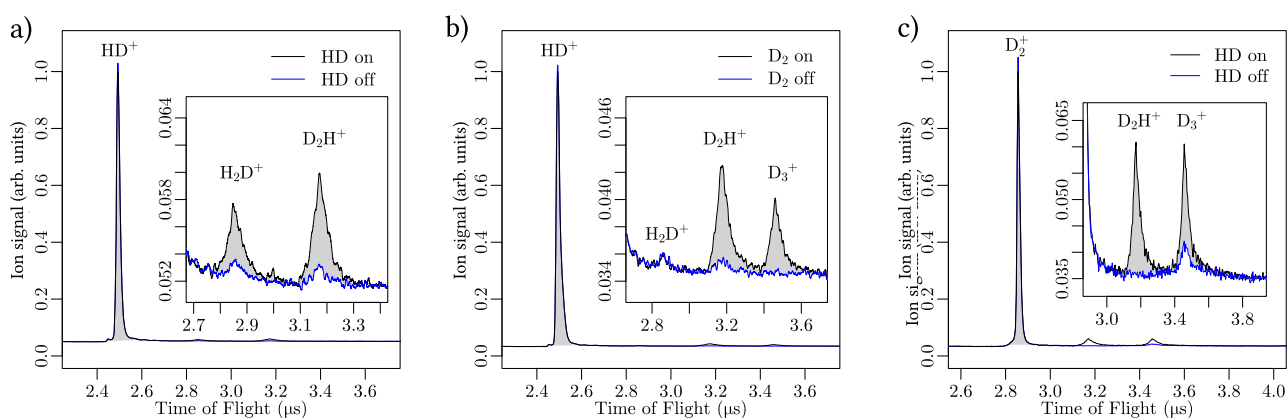 a)
HD+
HD on
HD off
Ion signal (arb. units)
1.0
0.8
0.6
0.4
0.2
0.0
0.064
0.058
0.052
H2D+
D2H+
2.7 2.9 3.1 3.3
2.4 2.6 3.0 3.2 3.4 3.6
Time of Flight (μs)
b)
HD+
D2 on
D2 off
Ion signal (arb. units)
1.0
0.8
0.6
0.4
0.2
0.0
0.046
0.040
0.034
H2D+
D2H+
D3+
2.8 3.2 3.6
2.4 2.6 3.0 3.2 3.4 3.6
Time of Flight (μs)
c)
D2+
HD on
HD off
Ion signal (arb. units)
1.0
0.8
0.6
0.4
0.2
0.0
0.065
0.050
0.035
D2H+
D3+
3.0 3.4 3.8
2.6 2.8 3.0 3.2 3.4 3.6 3.8 4.0
Time of Flight (μs)